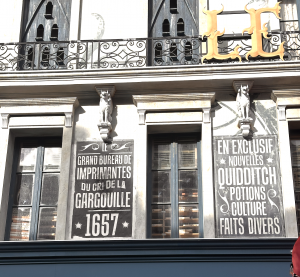 LE
LE
GRAND BUREAU DE
IMPRIMANTES
DU CRI DE LA
GARGOUILLE
1657
EN EXCLUSIF
NOUVELLES
QUIDDITCH
POTIONS
CULTURE
FAITS DIVERS